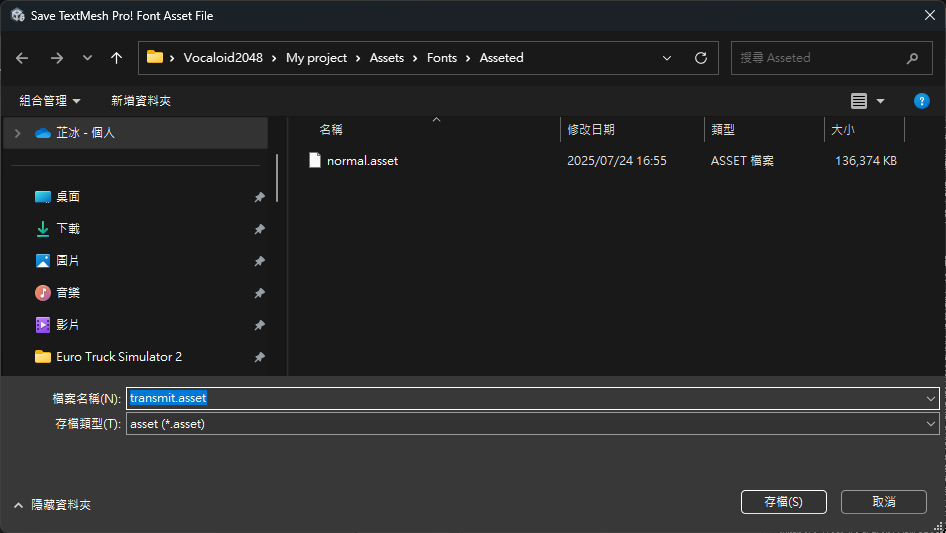 Save TextMesh Pro! Font Asset File
Vocaloid2048 › My project › Assets › Fonts › Asseted
搜尋 Asseted
組合管理 新增資料夾
芷冰 - 個人
桌面
下載
圖片
音樂
影片
Euro Truck Simulator 2
名稱 修改日期 類型 大小
normal.asset 2025/07/24 16:55 ASSET 檔案 136,374 KB
檔案名稱(N): transmit.asset
存檔類型(T): asset (*.asset)
隱藏資料夾
存檔(S) 取消